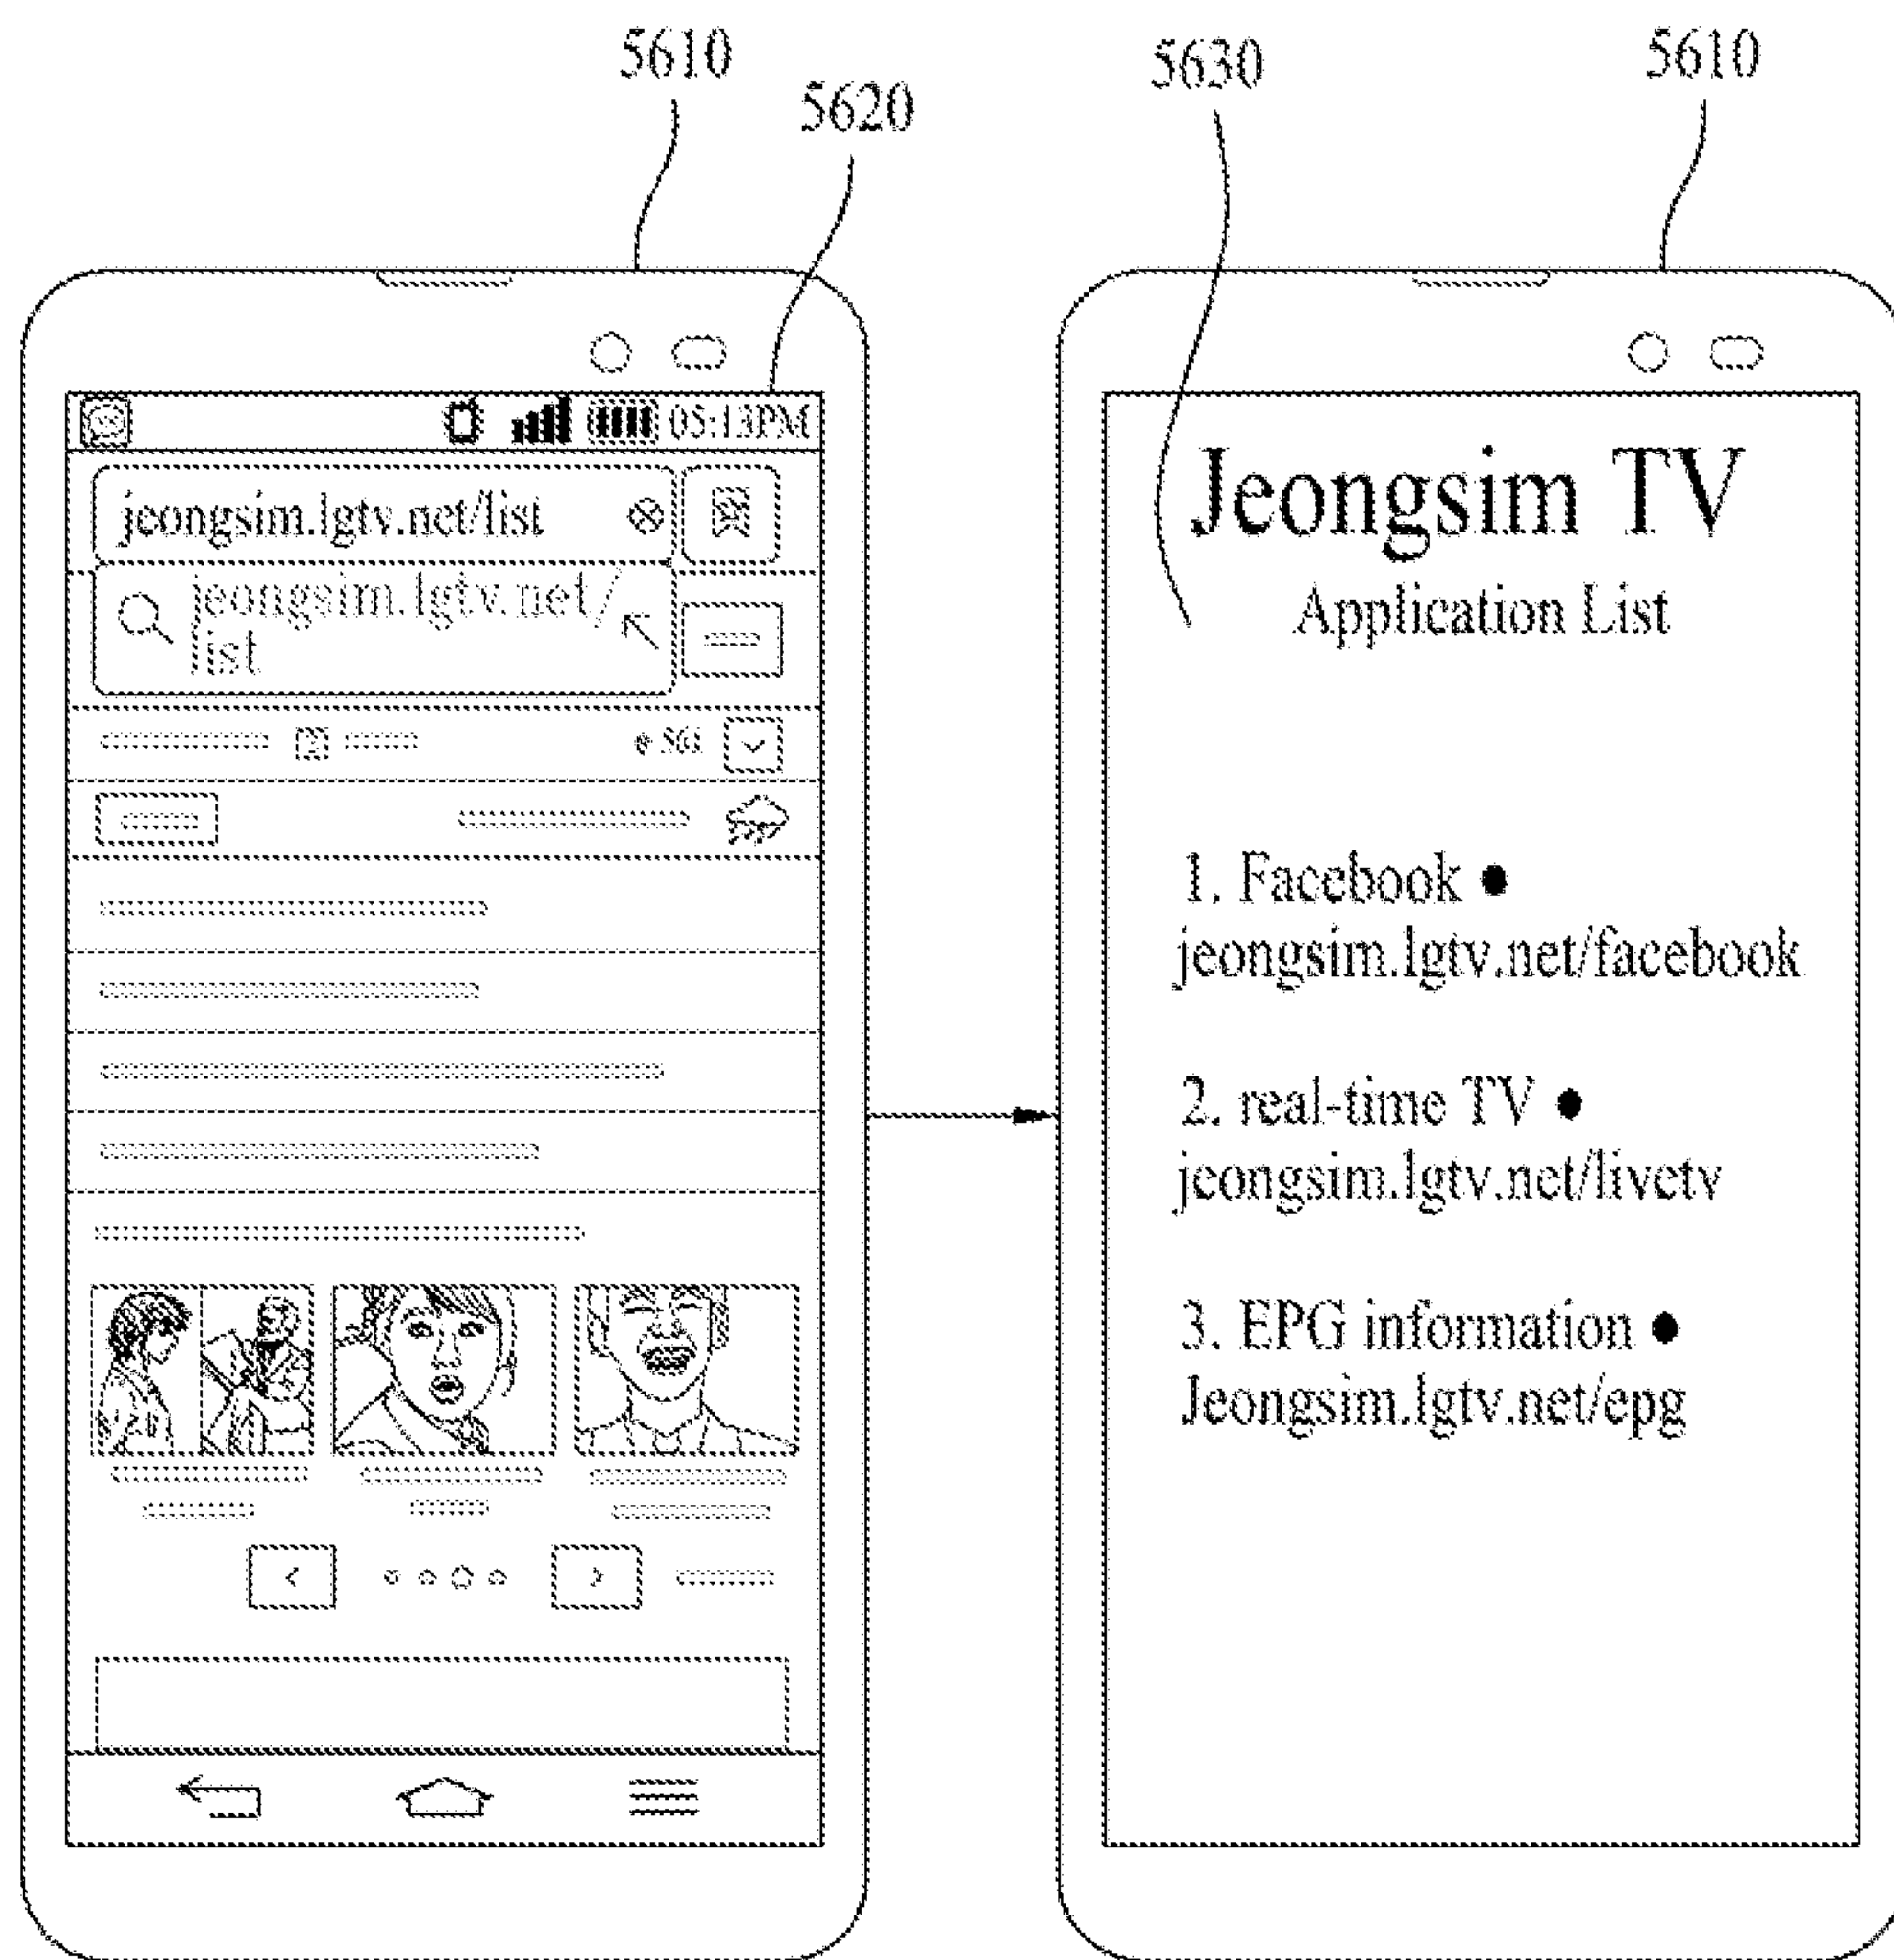 5610
5620
5630
5610
05:13PM
jeongsim.lgtv.net/list
jeongsim.lgtv.net/
list
561
Jeongsim TV
Application List
1. Facebook ●
jeongsim.lgtv.net/facebook
2. real-time TV ●
jeongsim.lgtv.net/livetv
3. EPG information ●
Jeongsim.lgtv.net/epg